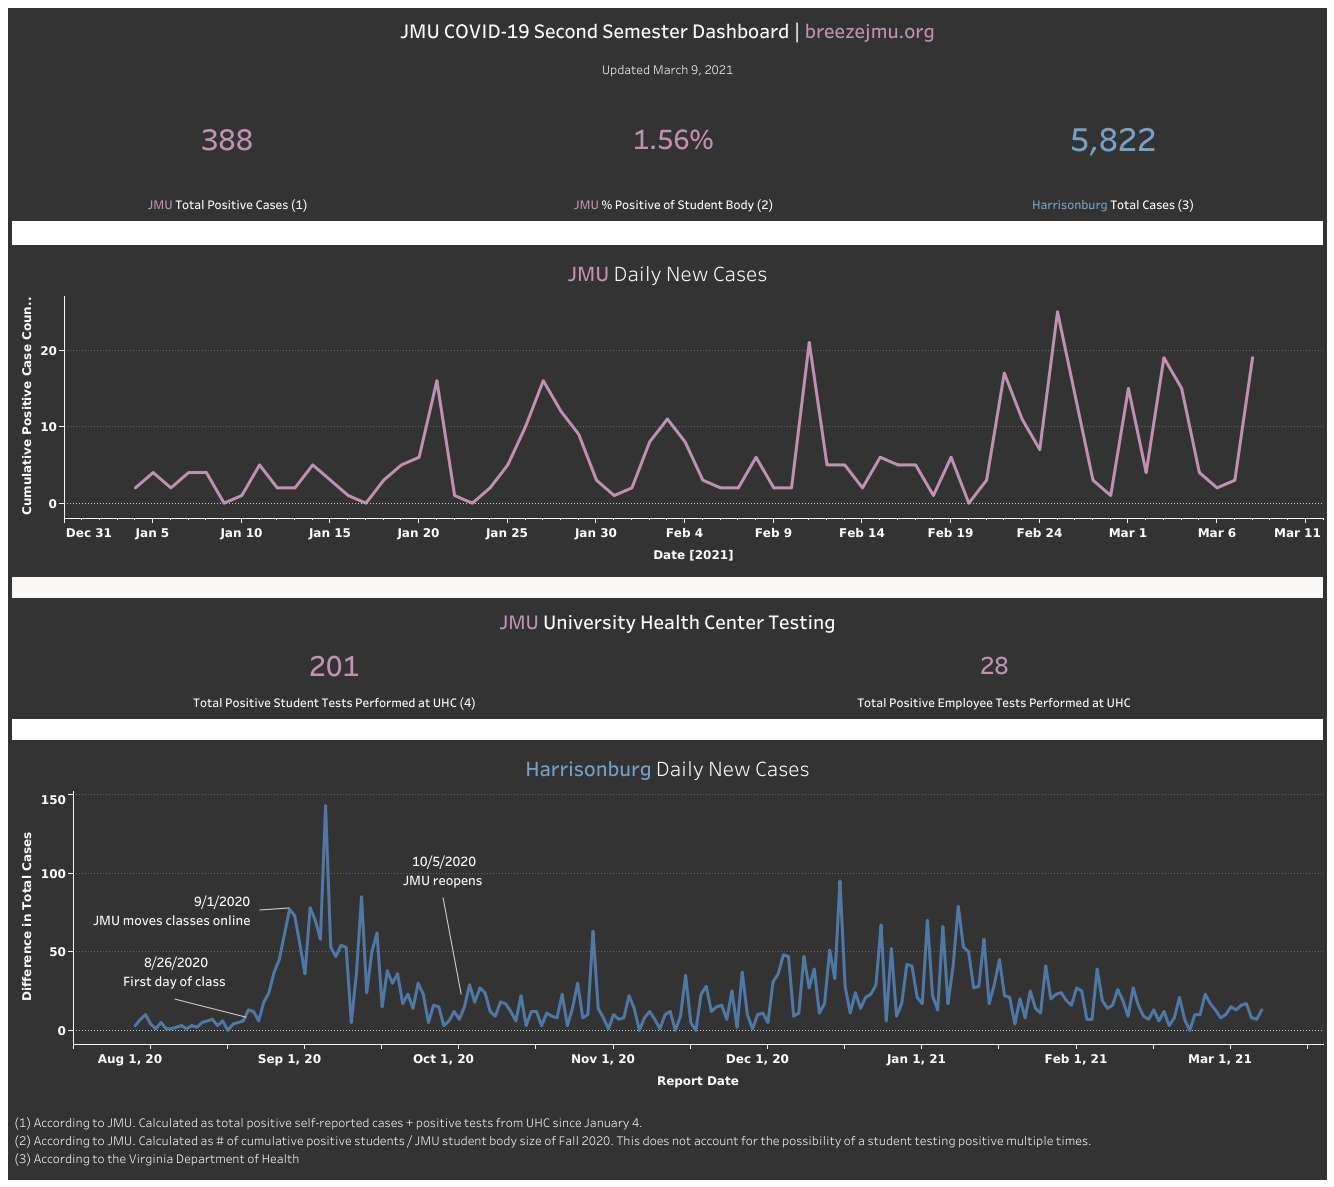 JMU COVID-19 Second Semester Dashboard | breezejmu.org
Updated March 9, 2021
388
1.56%
5,822
JMU Total Positive Cases (1)
JMU % Positive of Student Body (2)
Harrisonburg Total Cases (3)
JMU Daily New Cases
Cumulative Positive Case Coun..
20
10
0
Dec 31 Jan 5 Jan 10 Jan 15 Jan 20 Jan 25 Jan 30 Feb 4 Feb 9 Feb 14 Feb 19 Feb 24 Mar 1 Mar 6 Mar 11
Date [2021]
JMU University Health Center Testing
201
28
Total Positive Student Tests Performed at UHC (4)
Total Positive Employee Tests Performed at UHC
Harrisonburg Daily New Cases
Difference in Total Cases
150
100
50
0
10/5/2020
JMU reopens
9/1/2020
JMU moves classes online
8/26/2020
First day of class
Aug 1, 20 Sep 1, 20 Oct 1, 20 Nov 1, 20 Dec 1, 20 Jan 1, 21 Feb 1, 21 Mar 1, 21
Report Date
(1) According to JMU. Calculated as total positive self-reported cases + positive tests from UHC since January 4.
(2) According to JMU. Calculated as # of cumulative positive students / JMU student body size of Fall 2020. This does not account for the possibility of a student testing positive multiple times.
(3) According to the Virginia Department of Health